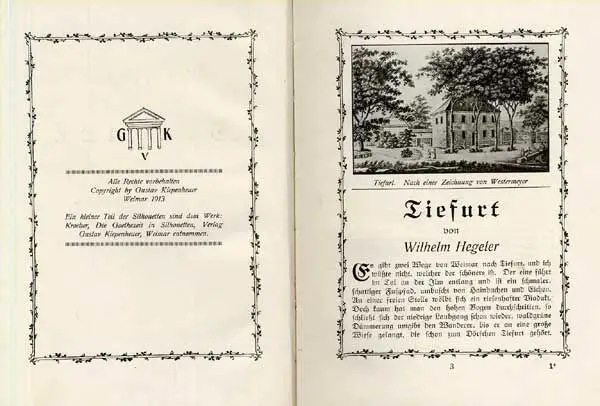 G K
V
Alle Rechte vorbehalten
Copyright by Gustav Kiepenheuer
Weimar 1913
Ein kleiner Teil der Silhouetten sind dem Werk:
Kroeber, Die Goethezeit in Silhouetten, Verlag
Gustav Kiepenheuer, Weimar entnommen.
Tiefurt. Nach einer Zeichnung von Westermayer
Tiefurt
von
Wilhelm Hegeler
Es gibt zwei Wege von Weimar nach Tiefurt, und ich
wüßte nicht, welcher der schönere ist. Der eine führt
im Tal an der Ilm entlang und ist ein schmaler,
schattiger Fußpfad, umbuscht von Hainbuchen und Eichen.
An einer freien Stelle wölbt sich ein riesenhafter Viadukt.
Doch kaum hat man den hohen Bogen durchschritten, so
schließt sich der niedrige Laubgang schon wieder, waldgrüne
Dämmerung umgibt den Wanderer, bis er an eine große
Wiese gelangt, die schon zum Dörfchen Tiefurt gehört.
3 1*